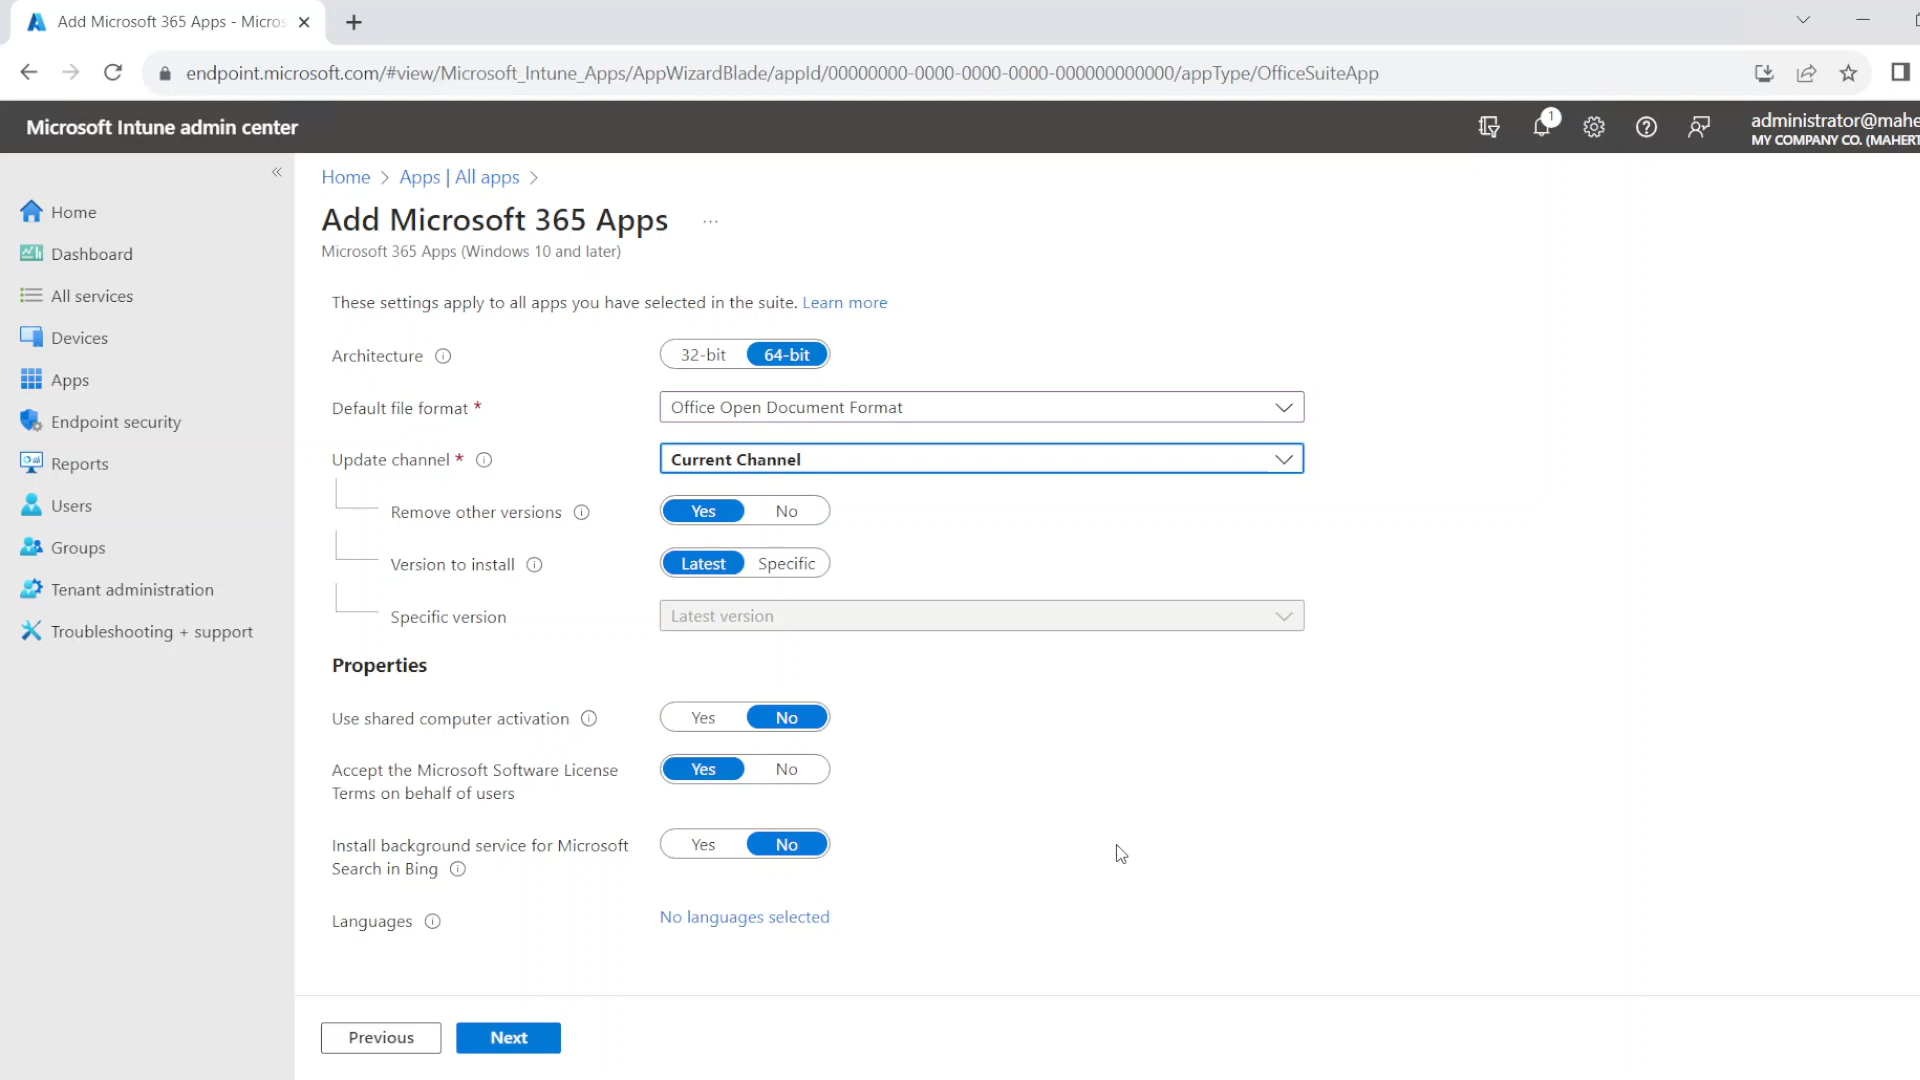 Add Microsoft 365 Apps - Micros
endpoint.microsoft.com/#view/Microsoft_Intune_Apps/AppWizardBlade/appId/00000000-0000-0000-0000-000000000000/appType/OfficeSuiteApp
Microsoft Intune admin center
1
administrator@mahe
MY COMPANY CO. (MAHERT
Home > Apps | All apps >
Add Microsoft 365 Apps ...
Microsoft 365 Apps (Windows 10 and later)
Home
Dashboard
All services
Devices
Apps
Endpoint security
Reports
Users
Groups
Tenant administration
Troubleshooting + support
These settings apply to all apps you have selected in the suite. Learn more
Architecture 32-bit 64-bit
Default file format * Office Open Document Format
Update channel * Current Channel
Remove other versions Yes No
Version to install Latest Specific
Specific version Latest version
Properties
Use shared computer activation Yes No
Accept the Microsoft Software License Yes No
Terms on behalf of users
Install background service for Microsoft Yes No
Search in Bing
Languages No languages selected
Previous Next